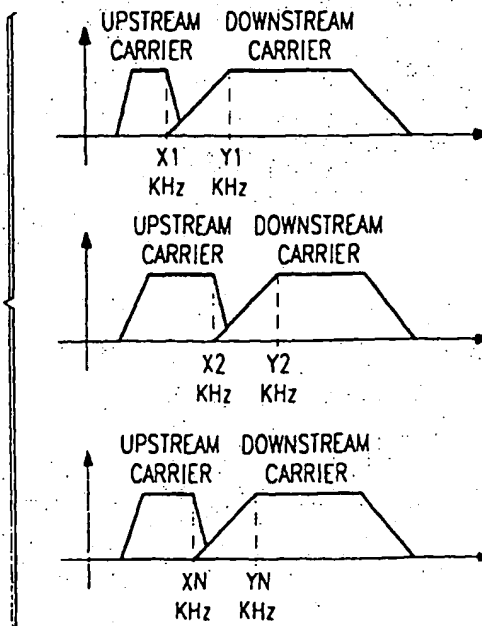 UPSTREAM DOWNSTREAM
CARRIER CARRIER
X1 Y1
KHz KHz
UPSTREAM DOWNSTREAM
CARRIER CARRIER
X2 Y2
KHz KHz
UPSTREAM DOWNSTREAM
CARRIER CARRIER
XN YN
KHz KHz